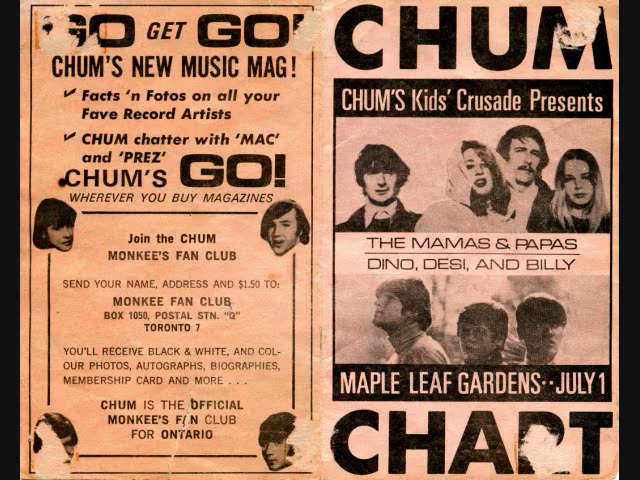 GO GET GO!
CHUM'S NEW MUSIC MAG!
✓ Facts 'n Fotos on all your
Fave Record Artists
✓ CHUM chatter with 'MAC'
and 'PREZ'
CHUM'S GO!
WHEREVER YOU BUY MAGAZINES
Join the CHUM
MONKEE'S FAN CLUB
SEND YOUR NAME, ADDRESS AND $1.50 TO:
MONKEE FAN CLUB
BOX 1050, POSTAL STN. "Q"
TORONTO 7
YOU'LL RECEIVE BLACK & WHITE, AND COL-
OUR PHOTOS, AUTOGRAPHS, BIOGRAPHIES,
MEMBERSHIP CARD AND MORE . . .
CHUM IS THE OFFICIAL
MONKEE'S FAN CLUB
FOR ONTARIO
CHUM
CHUM'S Kids' Crusade Presents
THE MAMAS & PAPAS
DINO, DESI, AND BILLY
MAPLE LEAF GARDENS··JULY 1
CHART